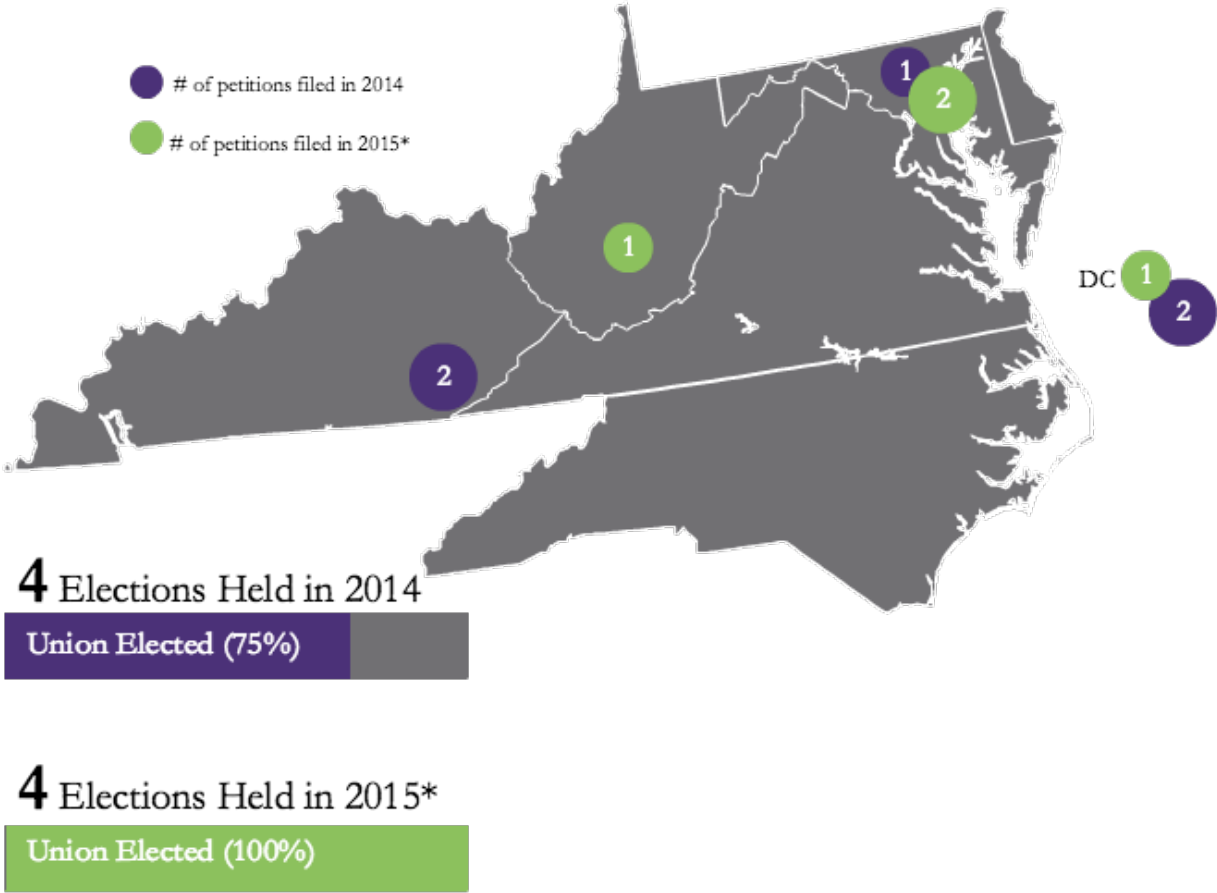 # of petitions filed in 2014
# of petitions filed in 2015*
1
2
1
DC 1
2
2
4 Elections Held in 2014
Union Elected (75%)
4 Elections Held in 2015*
Union Elected (100%)